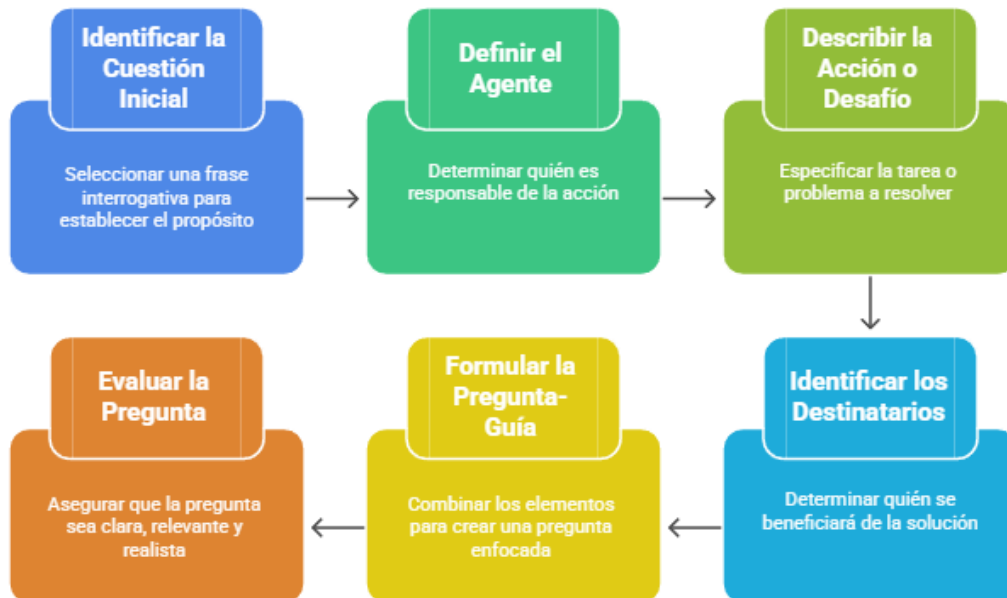 Identificar la
Cuestión
Inicial
Seleccionar una frase
interrogativa para
establecer el propósito
Definir el
Agente
Determinar quién es
responsable de la acción
Describir la
Acción o
Desafío
Especificar la tarea o
problema a resolver
Identificar los
Destinatarios
Determinar quién se
beneficiará de la solución
Formular la
Pregunta-
Guía
Combinar los elementos
para crear una pregunta
enfocada
Evaluar la
Pregunta
Asegurar que la pregunta
sea clara, relevante y
realista